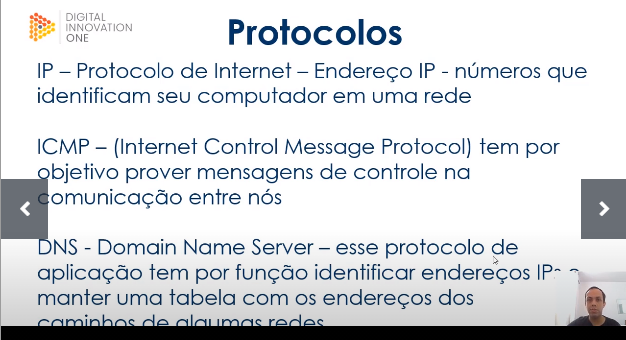 DIGITAL
INNOVATION
ONE
Protocolos
IP – Protocolo de Internet – Endereço IP - números que
identificam seu computador em uma rede
ICMP – (Internet Control Message Protocol) tem por
objetivo prover mensagens de controle na
comunicação entre nós
DNS - Domain Name Server – esse protocolo de
aplicação tem por função identificar endereços IPs e
manter uma tabela com os endereços dos
caminhos de algumas redes